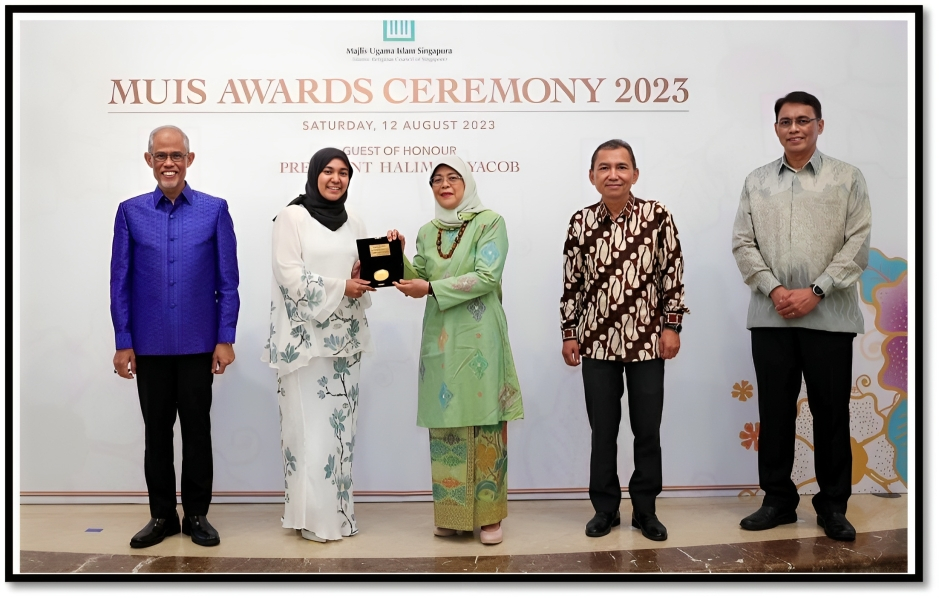 Majlis Ugama Islam Singapura
Islamic Religious Council of Singapore
MUIS AWARDS CEREMONY 2023
SATURDAY, 12 AUGUST 2023
GUEST OF HONOUR
HALIM YACOB